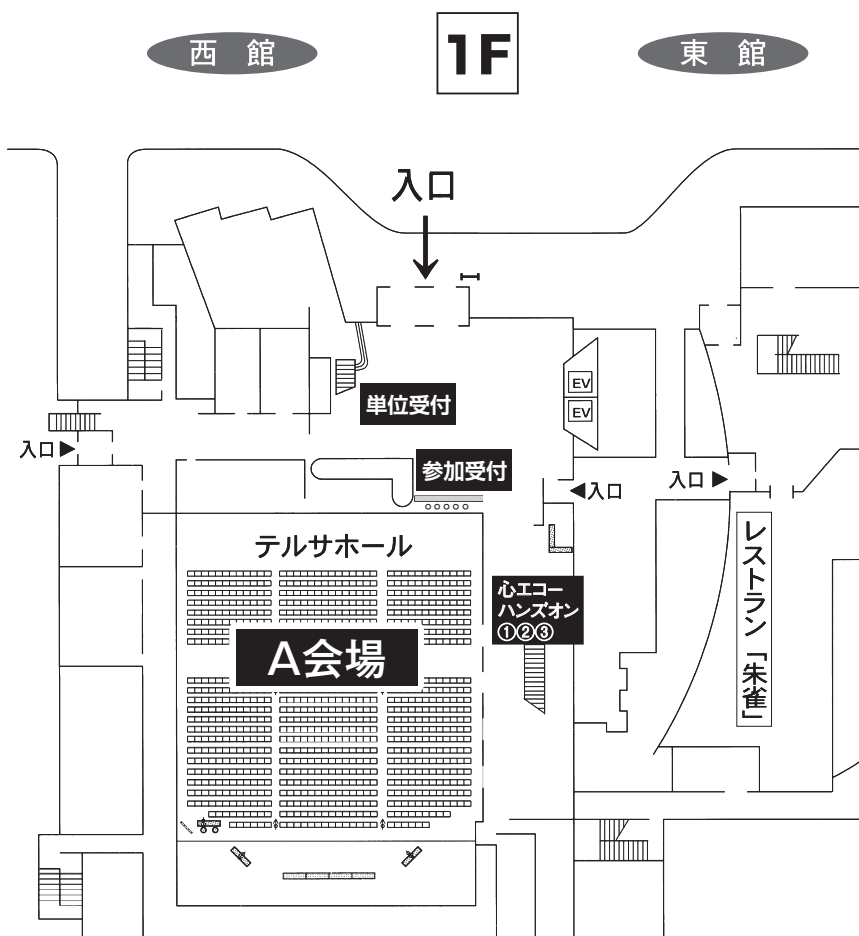 西 館
1F
東 館
入口
EV
EV
単位受付
入口▶
参加受付
◀入口
入口▶
テルサホール
心エコー
ハンズオン
①②③
A会場
レストラン「朱雀」